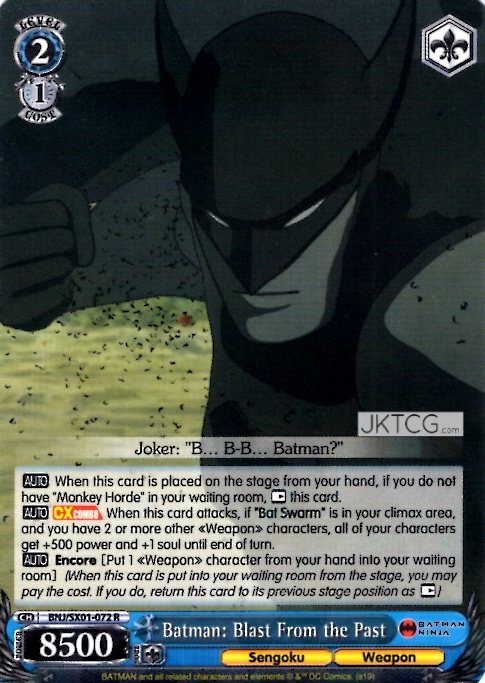 LEVEL
2
1
COST
JKTCG.com
Joker: "B... B-B... Batman?"
AUTO When this card is placed on the stage from your hand, if you do not
have "Monkey Horde" in your waiting room, this card.
AUTO CXCOMBO When this card attacks, if "Bat Swarm" is in your climax area,
and you have 2 or more other «Weapon» characters, all of your characters
get +500 power and +1 soul until end of turn.
AUTO Encore [Put 1 «Weapon» character from your hand into your waiting
room] (When this card is put into your waiting room from the stage, you may
pay the cost. If you do, return this card to its previous stage position as )
CH BNJ/SX01-072 R
POWER 8500 SOUL Batman: Blast From the Past BATMAN NINJA
Sengoku Weapon
BATMAN and all related characters and elements © & ™ DC Comics. (s19)